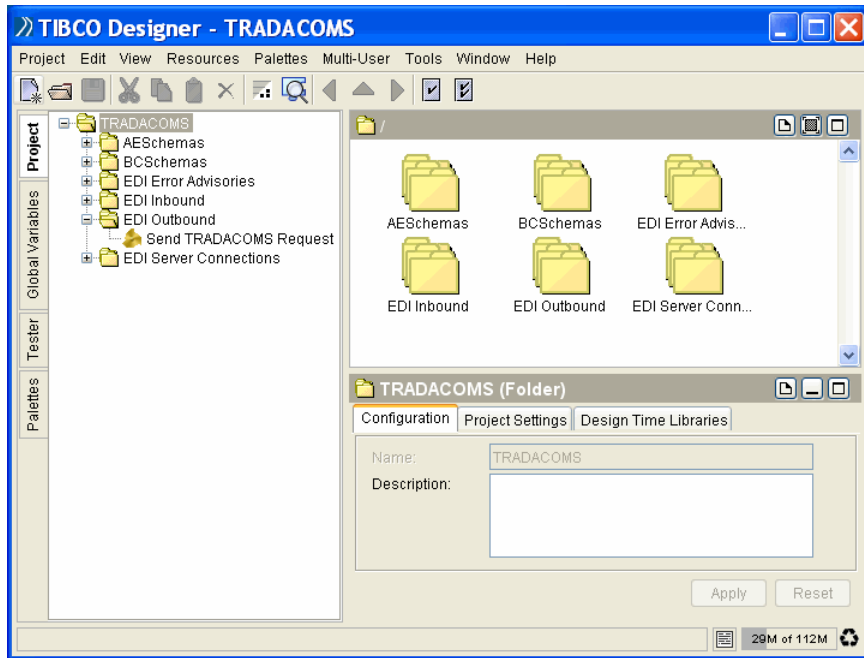 TIBCO Designer - TRADACOMS
Project Edit View Resources Palettes Multi-User Tools Window Help
Project
Global Variables
Tester
Palettes
TRADACOMS
AESchemas
BCSchemas
EDI Error Advisories
EDI Inbound
EDI Outbound
Send TRADACOMS Request
EDI Server Connections
/
AESchemas BCSchemas EDI Error Advis...
EDI Inbound EDI Outbound EDI Server Conn...
TRADACOMS (Folder)
Configuration Project Settings Design Time Libraries
Name: TRADACOMS
Description:
Apply Reset
29M of 112M